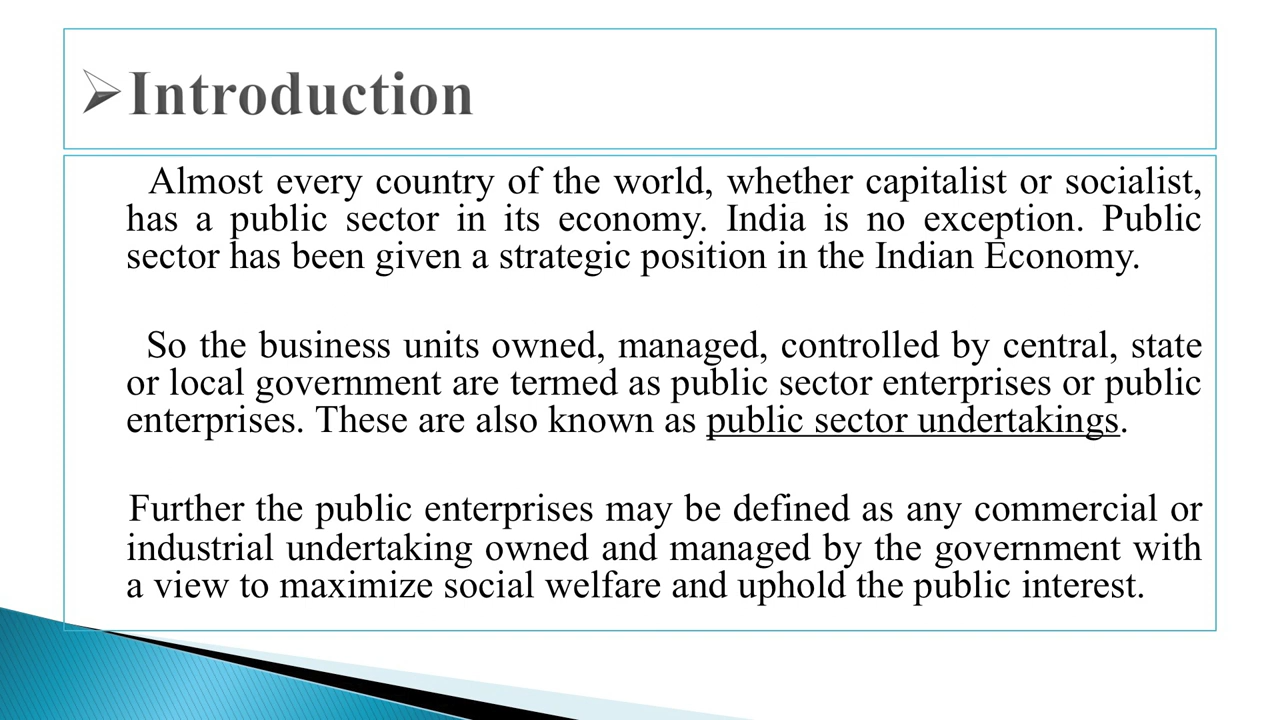 Introduction
Almost every country of the world, whether capitalist or socialist,
has a public sector in its economy. India is no exception. Public
sector has been given a strategic position in the Indian Economy.
So the business units owned, managed, controlled by central, state
or local government are termed as public sector enterprises or public
enterprises. These are also known as public sector undertakings.
Further the public enterprises may be defined as any commercial or
industrial undertaking owned and managed by the government with
a view to maximize social welfare and uphold the public interest.